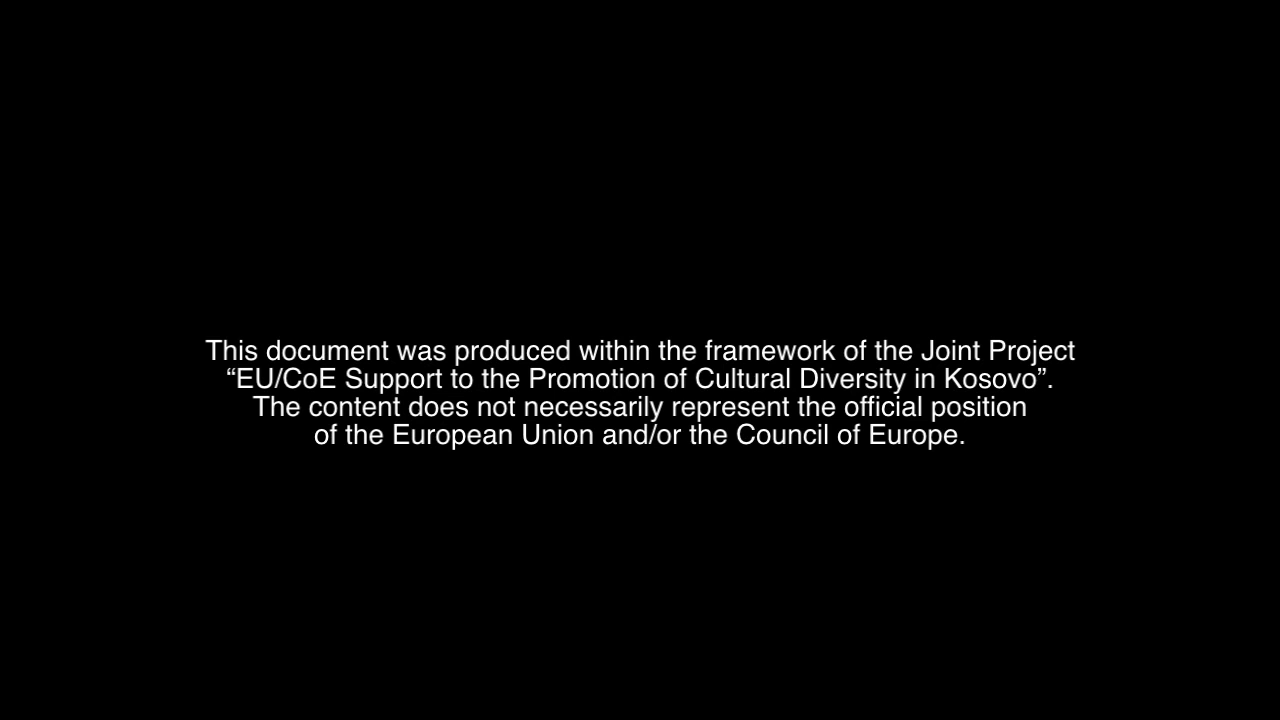 This document was produced within the framework of the Joint Project
“EU/CoE Support to the Promotion of Cultural Diversity in Kosovo”.
The content does not necessarily represent the official position
of the European Union and/or the Council of Europe.